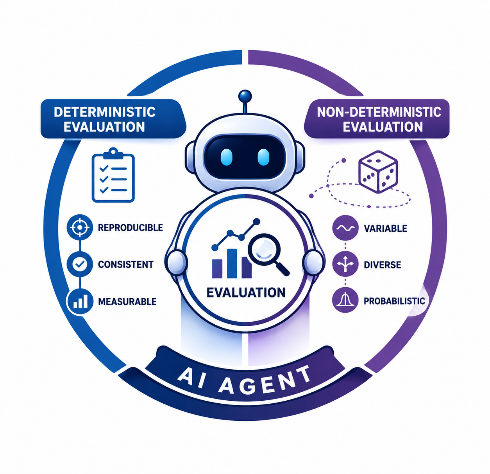 DETERMINISTIC
EVALUATION
NON-DETERMINISTIC
EVALUATION
REPRODUCIBLE
CONSISTENT
MEASURABLE
EVALUATION
VARIABLE
DIVERSE
PROBABILISTIC
AI AGENT